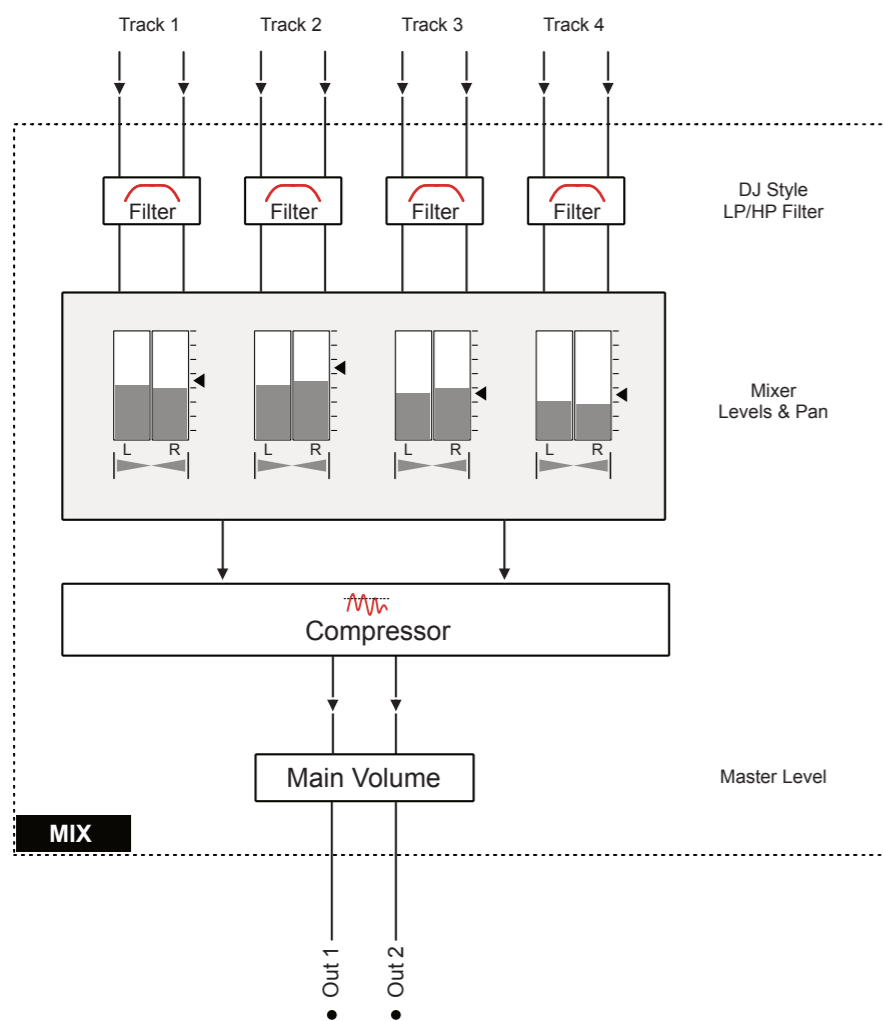 Track 1 Track 2 Track 3 Track 4
Filter Filter Filter Filter
DJ Style
LP/HP Filter
L R L R L R L R
Mixer
Levels & Pan
Compressor
Main Volume
Master Level
MIX
Out 1 Out 2